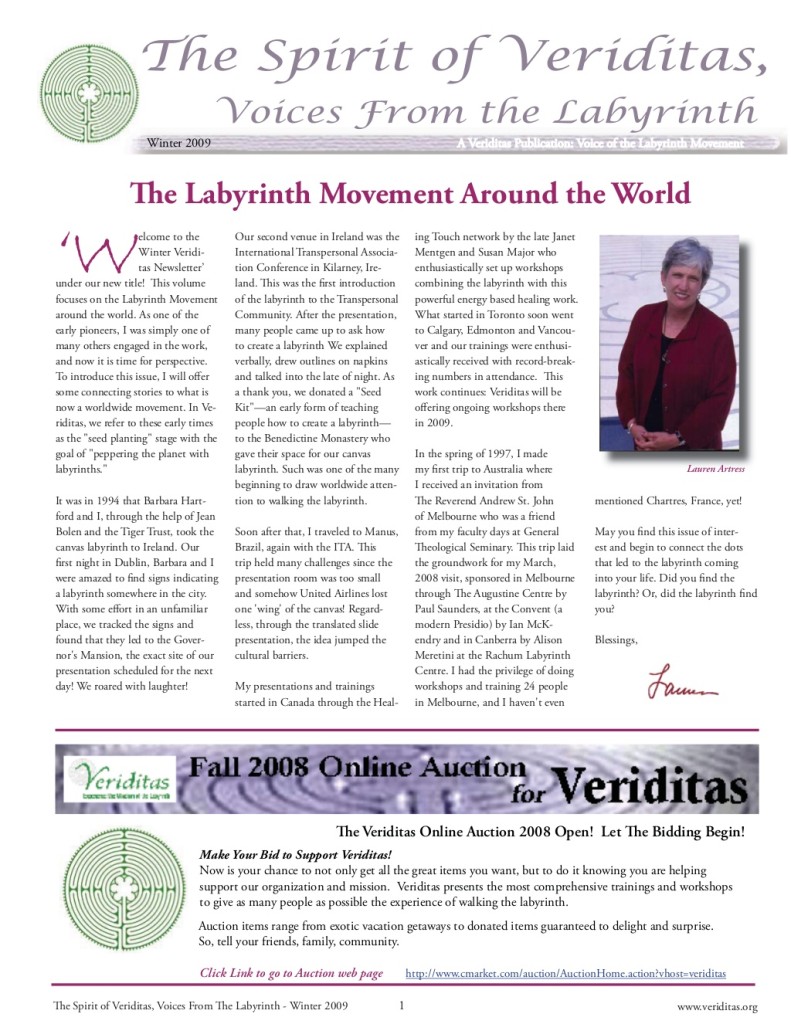 The Spirit of Veriditas,
Voices From the Labyrinth
Winter 2009
A Veriditas Publication: Voice of the Labyrinth Movement
The Labyrinth Movement Around the World
'Welcome to the
Winter Veridi-
tas Newsletter'
under our new title! This volume
focuses on the Labyrinth Movement
around the world. As one of the
early pioneers, I was simply one of
many others engaged in the work,
and now it is time for perspective.
To introduce this issue, I will offer
some connecting stories to what is
now a worldwide movement. In Ve-
riditas, we refer to these early times
as the "seed planting" stage with the
goal of "peppering the planet with
labyrinths."
It was in 1994 that Barbara Hart-
ford and I, through the help of Jean
Bolen and the Tiger Trust, took the
canvas labyrinth to Ireland. Our
first night in Dublin, Barbara and I
were amazed to find signs indicating
a labyrinth somewhere in the city.
With some effort in an unfamiliar
place, we tracked the signs and
found that they led to the Gover-
nor's Mansion, the exact site of our
presentation scheduled for the next
day! We roared with laughter!
Our second venue in Ireland was the
International Transpersonal Associa-
tion Conference in Kilarney, Ire-
land. This was the first introduction
of the labyrinth to the Transpersonal
Community. After the presentation,
many people came up to ask how
to create a labyrinth We explained
verbally, drew outlines on napkins
and talked into the late of night. As
a thank you, we donated a "Seed
Kit"—an early form of teaching
people how to create a labyrinth—
to the Benedictine Monastery who
gave their space for our canvas
labyrinth. Such was one of the many
beginning to draw worldwide atten-
tion to walking the labyrinth.
Soon after that, I traveled to Manus,
Brazil, again with the ITA. This
trip held many challenges since the
presentation room was too small
and somehow United Airlines lost
one 'wing' of the canvas! Regard-
less, through the translated slide
presentation, the idea jumped the
cultural barriers.
My presentations and trainings
started in Canada through the Heal-
ing Touch network by the late Janet
Mentgen and Susan Major who
enthusiastically set up workshops
combining the labyrinth with this
powerful energy based healing work.
What started in Toronto soon went
to Calgary, Edmonton and Vancou-
ver and our trainings were enthusi-
astically received with record-break-
ing numbers in attendance. This
work continues: Veriditas will be
offering ongoing workshops there
in 2009.
In the spring of 1997, I made
my first trip to Australia where
I received an invitation from
The Reverend Andrew St. John
of Melbourne who was a friend
from my faculty days at General
Theological Seminary. This trip laid
the groundwork for my March,
2008 visit, sponsored in Melbourne
through The Augustine Centre by
Paul Saunders, at the Convent (a
modern Presidio) by Ian McK-
endry and in Canberra by Alison
Meretini at the Rachum Labyrinth
Centre. I had the privilege of doing
workshops and training 24 people
in Melbourne, and I haven't even
Lauren Artress
mentioned Chartres, France, yet!
May you find this issue of inter-
est and begin to connect the dots
that led to the labyrinth coming
into your life. Did you find the
labyrinth? Or, did the labyrinth find
you?
Blessings,
Lauren
Veriditas
Fall 2008 Online Auction
for Veriditas
The Veriditas Online Auction 2008 Open! Let The Bidding Begin!
Make Your Bid to Support Veriditas!
Now is your chance to not only get all the great items you want, but to do it knowing you are helping
support our organization and mission. Veriditas presents the most comprehensive trainings and workshops
to give as many people as possible the experience of walking the labyrinth.
Auction items range from exotic vacation getaways to donated items guaranteed to delight and surprise.
So, tell your friends, family, community.
Click Link to go to Auction web page http://www.cmarket.com/auction/AuctionHome.action?vhost=veriditas
The Spirit of Veriditas, Voices From The Labyrinth - Winter 2009 1 www.veriditas.org